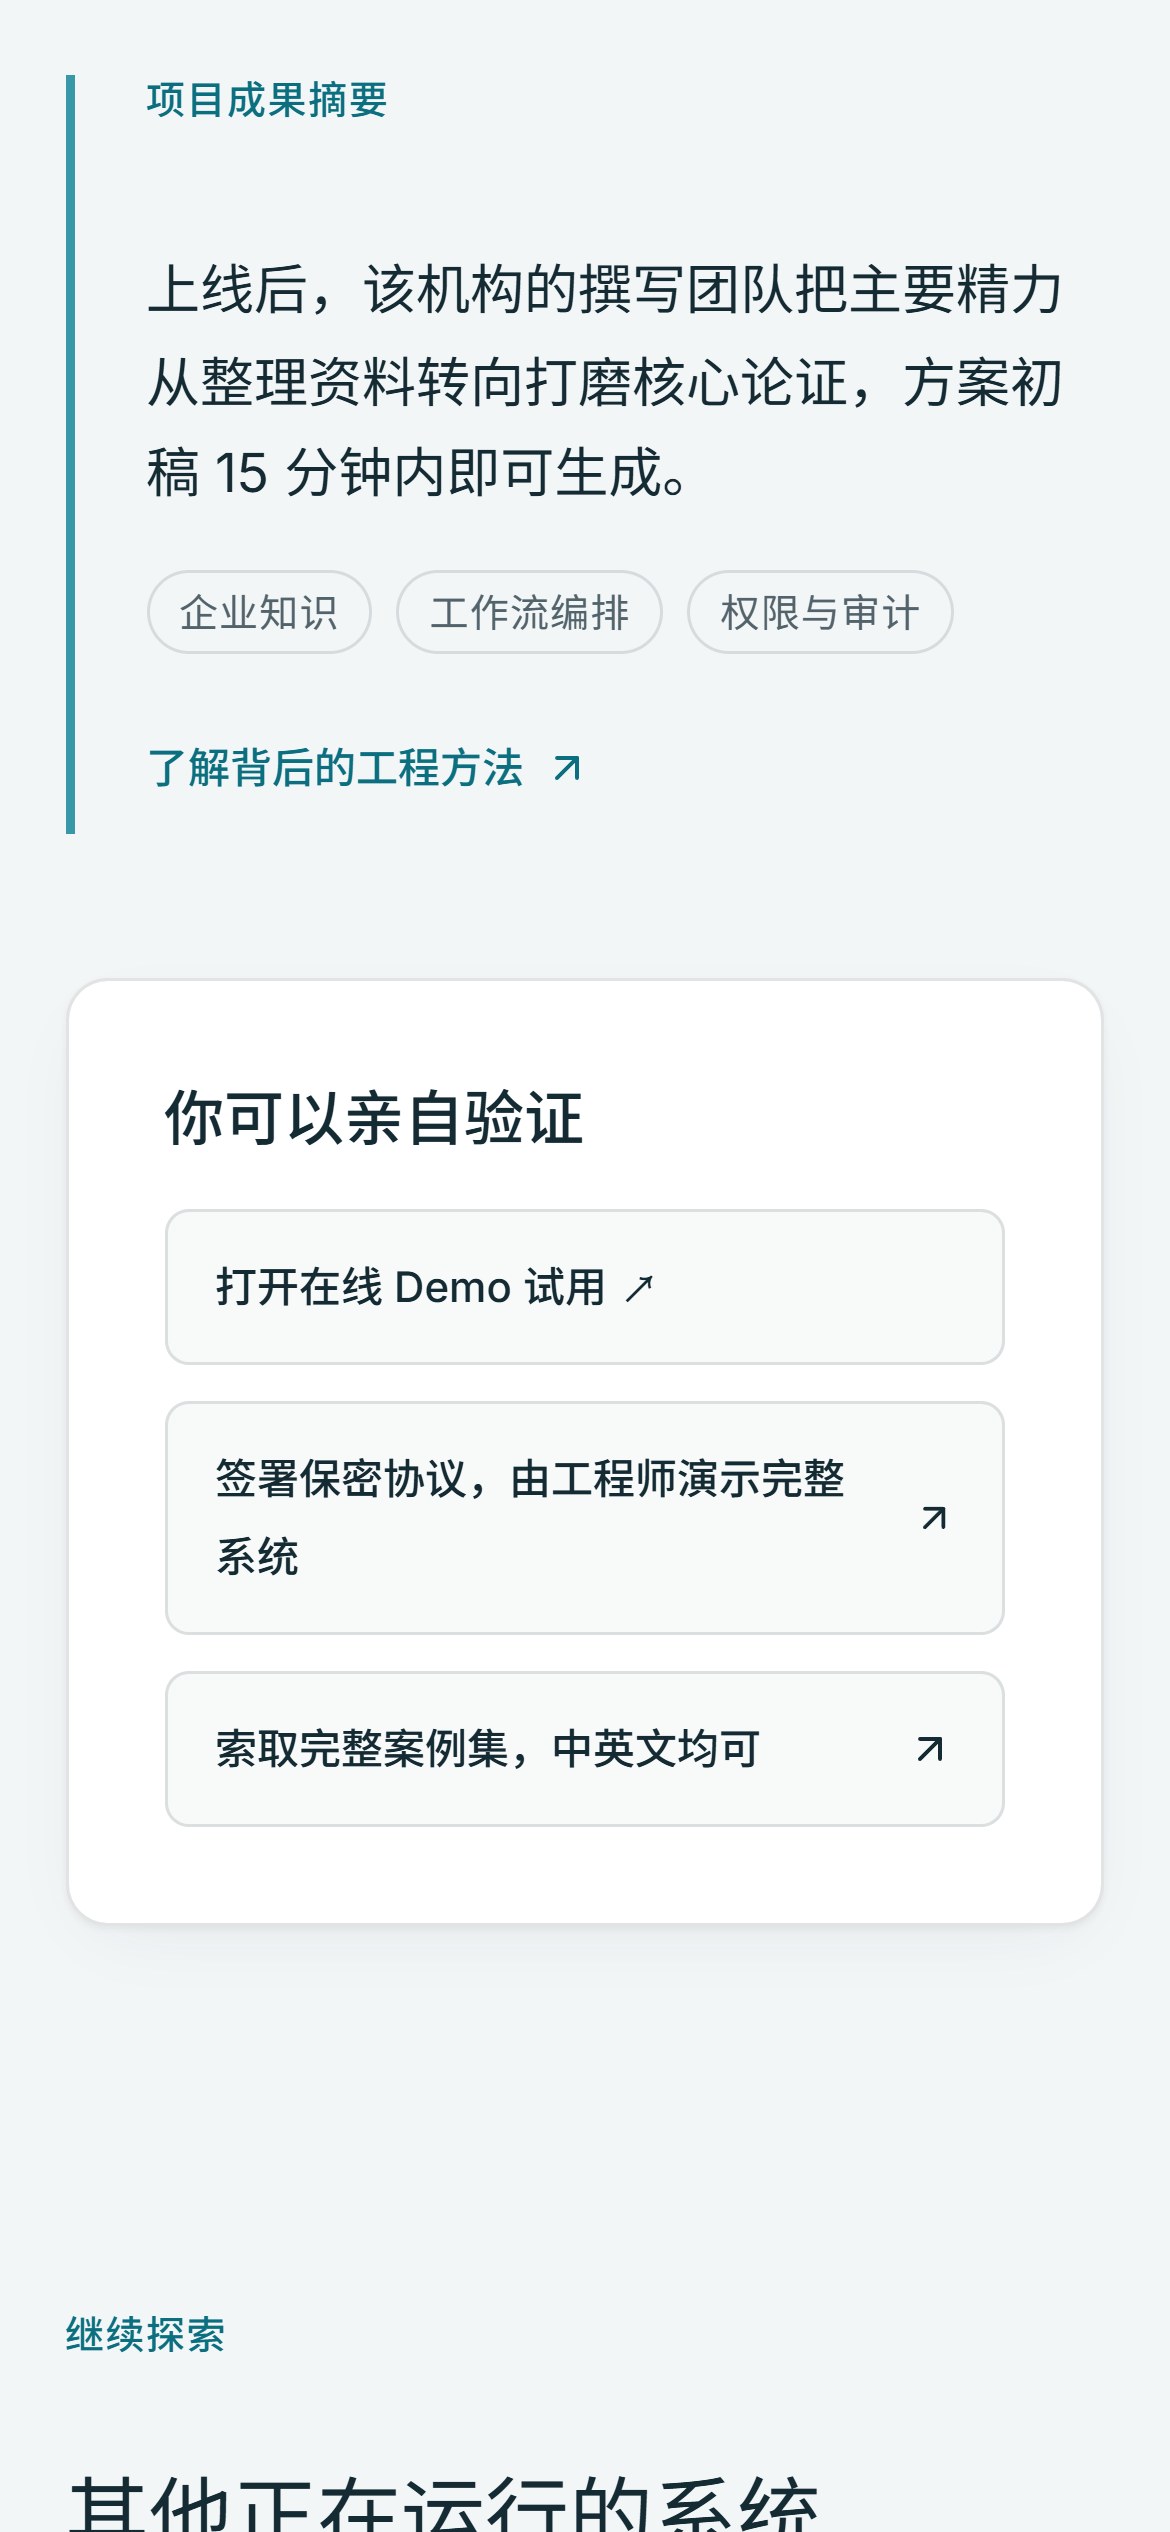 项目成果摘要
上线后，该机构的撰写团队把主要精力
从整理资料转向打磨核心论证，方案初
稿 15 分钟内即可生成。
企业知识 工作流编排 权限与审计
了解背后的工程方法 ↗
你可以亲自验证
打开在线 Demo 试用 ↗
签署保密协议，由工程师演示完整
系统 ↗
索取完整案例集，中英文均可 ↗
继续探索
其他正在运行的系统